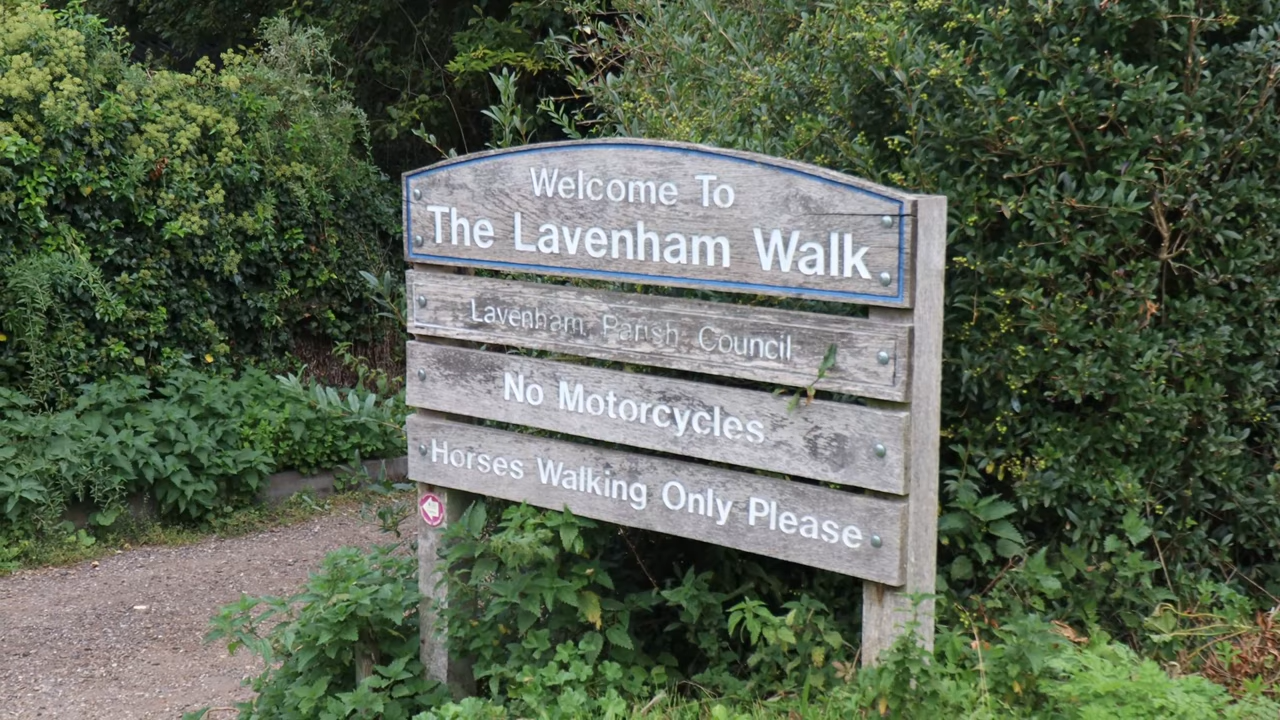 Welcome To
The Lavenham Walk
Lavenham Parish Council
No Motorcycles
Horses Walking Only Please